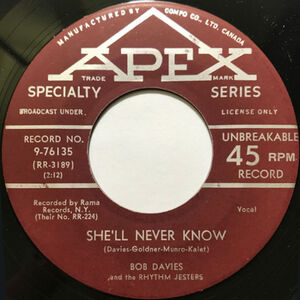 MANUFACTURED BY COMPO CO., LTD. CANADA
APEX
TRADE MARK
SPECIALTY SERIES
BROADCAST UNDER LICENSE ONLY
RECORD NO.
9-76135
(RR-3189)
(2:12)
UNBREAKABLE
45 RPM
RECORD
Recorded by Rama
Records, N.Y.
(Their No. RR-224)
Vocal
SHE'LL NEVER KNOW
(Davies-Goldner-Munro-Kalet)
BOB DAVIES
and the RHYTHM JESTERS